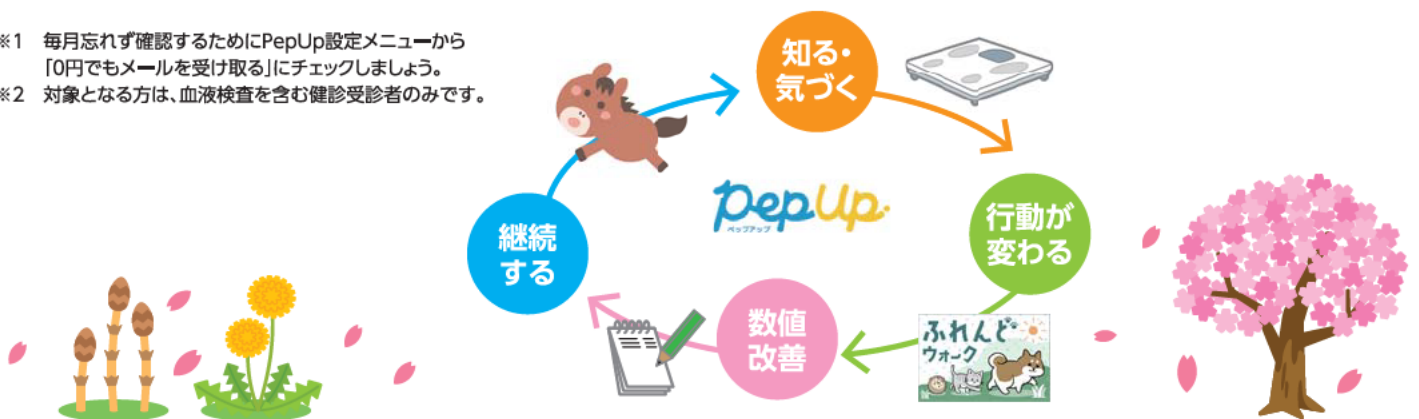 ※1 毎月忘れず確認するためにPepUp設定メニューから
「0円でもメールを受け取る」にチェックしましょう。
※2 対象となる方は、血液検査を含む健診受診者のみです。
知る・
気づく
PepUp
ペップアップ
行動が
変わる
継続
する
数値
改善
ふれんど
ウォーク